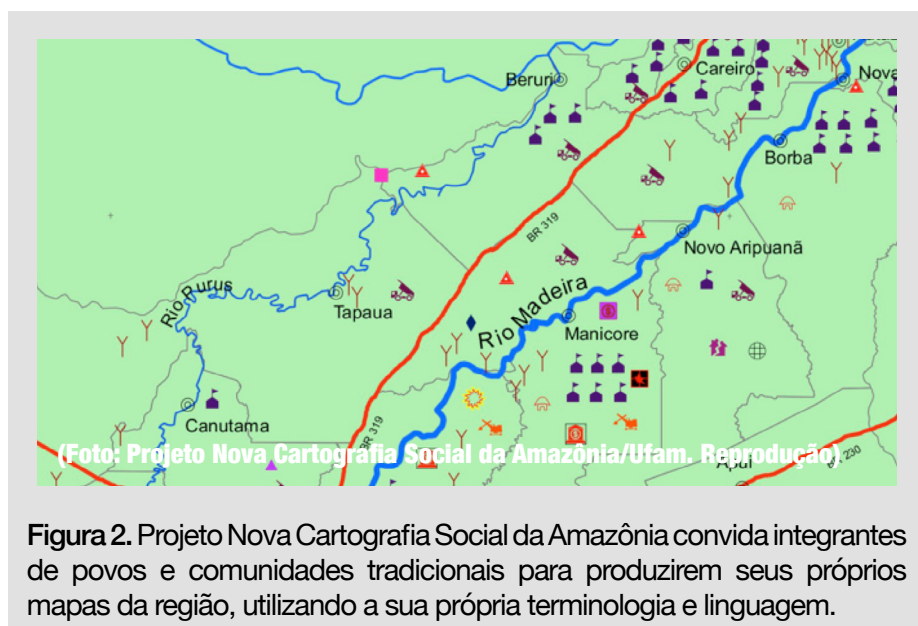 Careiro
Nova
Beruri
Borba
BR 319
Novo Aripuanã
Rio Purus
Tapaua
Rio Madeira
Manicore
Canutama
BR 319
(Foto: Projeto Nova Cartografia Social da Amazônia/Ufam. Reprodução)
Apui
230
Figura 2. Projeto Nova Cartografia Social da Amazônia convida integrantes
de povos e comunidades tradicionais para produzirem seus próprios
mapas da região, utilizando a sua própria terminologia e linguagem.